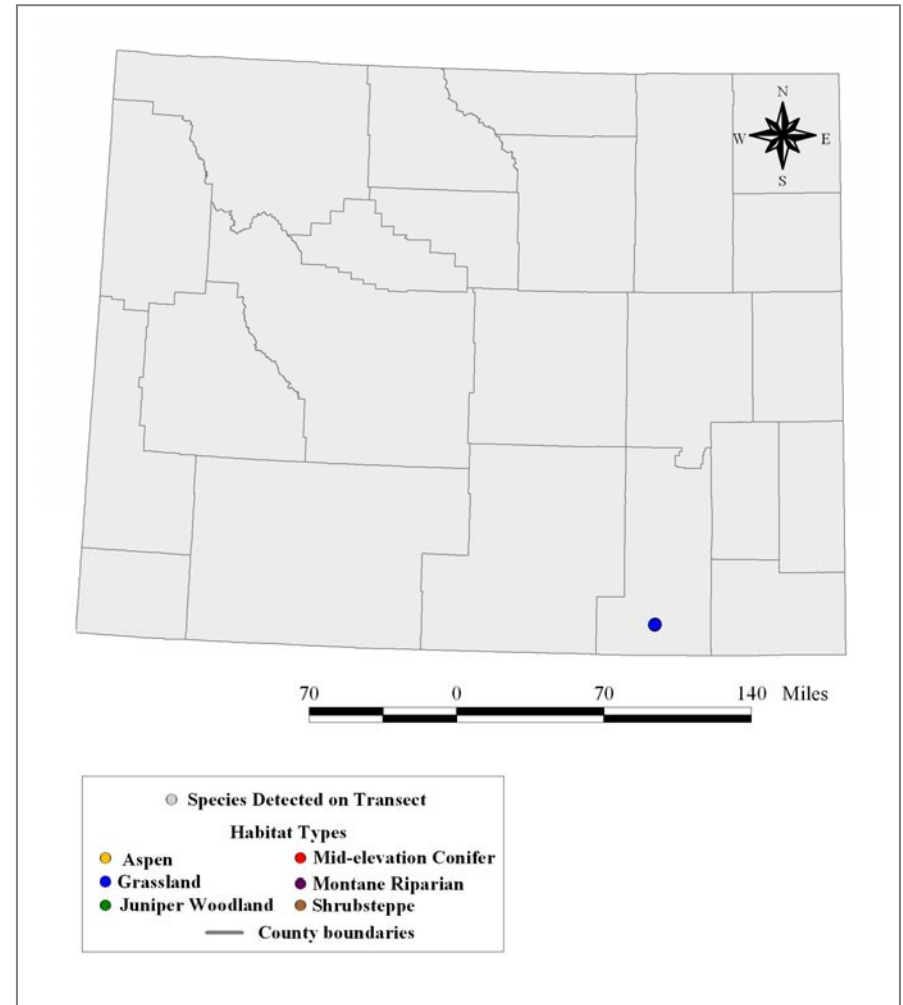 N
W E
S
70 0 70 140 Miles
Species Detected on Transect
Habitat Types
Aspen Mid-elevation Conifer
Grassland Montane Riparian
Juniper Woodland Shrubsteppe
County boundaries